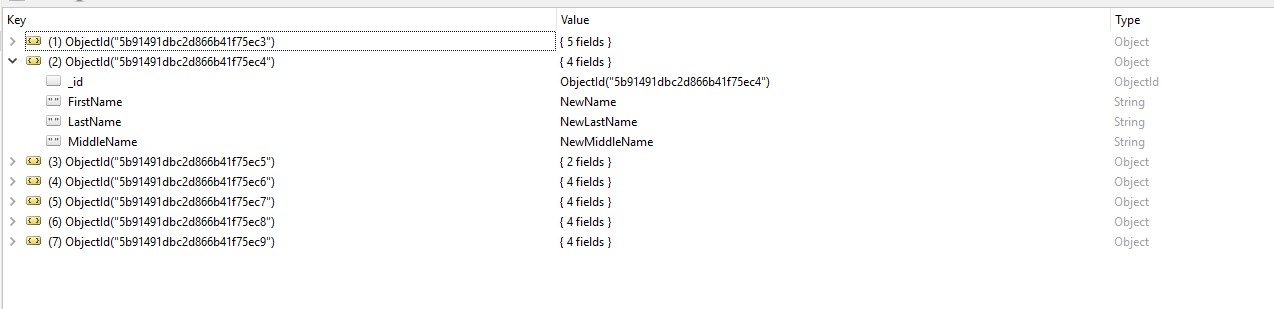 Key Value Type
(1) ObjectId("5b91491dbc2d866b41f75ec3") { 5 fields } Object
(2) ObjectId("5b91491dbc2d866b41f75ec4") { 4 fields } Object
_id ObjectId("5b91491dbc2d866b41f75ec4") ObjectId
"" FirstName NewName String
"" LastName NewLastName String
"" MiddleName NewMiddleName String
(3) ObjectId("5b91491dbc2d866b41f75ec5") { 2 fields } Object
(4) ObjectId("5b91491dbc2d866b41f75ec6") { 4 fields } Object
(5) ObjectId("5b91491dbc2d866b41f75ec7") { 4 fields } Object
(6) ObjectId("5b91491dbc2d866b41f75ec8") { 4 fields } Object
(7) ObjectId("5b91491dbc2d866b41f75ec9") { 4 fields } Object